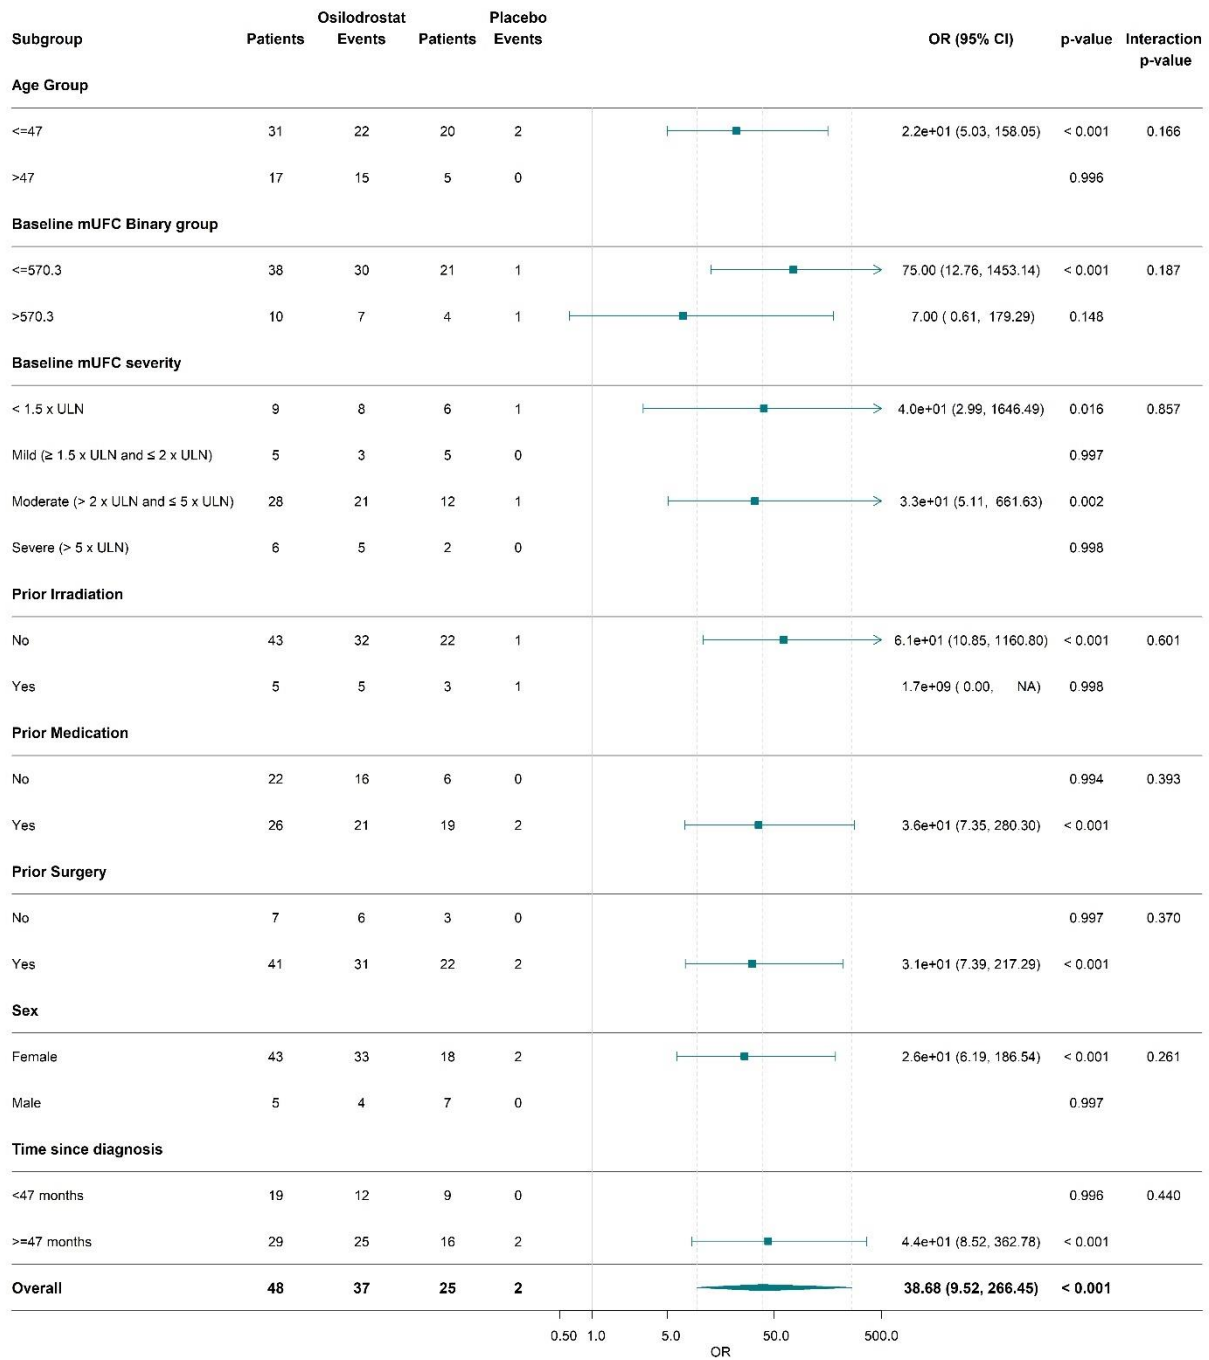 Osilodrostat Placebo
Subgroup Patients Events Patients Events OR (95% CI) p-value Interaction
p-value
Age Group
<=47 31 22 20 2 2.2e+01 (5.03, 158.05) < 0.001 0.166
>47 17 15 5 0 0.996
Baseline mUFC Binary group
<=570.3 38 30 21 1 75.00 (12.76, 1453.14) < 0.001 0.187
>570.3 10 7 4 1 7.00 ( 0.61, 179.29) 0.148
Baseline mUFC severity
< 1.5 x ULN 9 8 6 1 4.0e+01 (2.99, 1646.49) 0.016 0.857
Mild (≥ 1.5 x ULN and ≤ 2 x ULN) 5 3 5 0 0.997
Moderate (> 2 x ULN and ≤ 5 x ULN) 28 21 12 1 3.3e+01 (5.11, 661.63) 0.002
Severe (> 5 x ULN) 6 5 2 0 0.998
Prior Irradiation
No 43 32 22 1 6.1e+01 (10.85, 1160.80) < 0.001 0.601
Yes 5 5 3 1 1.7e+09 ( 0.00, NA) 0.998
Prior Medication
No 22 16 6 0 0.994 0.393
Yes 26 21 19 2 3.6e+01 (7.35, 280.30) < 0.001
Prior Surgery
No 7 6 3 0 0.997 0.370
Yes 41 31 22 2 3.1e+01 (7.39, 217.29) < 0.001
Sex
Female 43 33 18 2 2.6e+01 (6.19, 186.54) < 0.001 0.261
Male 5 4 7 0 0.997
Time since diagnosis
<47 months 19 12 9 0 0.996 0.440
>=47 months 29 25 16 2 4.4e+01 (8.52, 362.78) < 0.001
Overall 48 37 25 2 38.68 (9.52, 266.45) < 0.001
0.50 1.0 5.0 50.0 500.0
OR